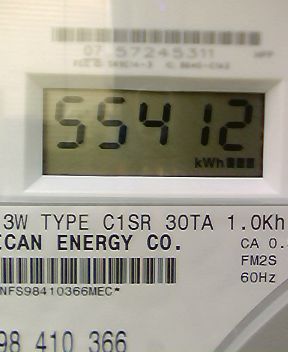 07 57245311
55412
kWh
3W TYPE C1SR 30TA 1.0Kh
ICAN ENERGY CO.
CA 0.
FM2S
60Hz
NFS98410366MEC*
98 410 366